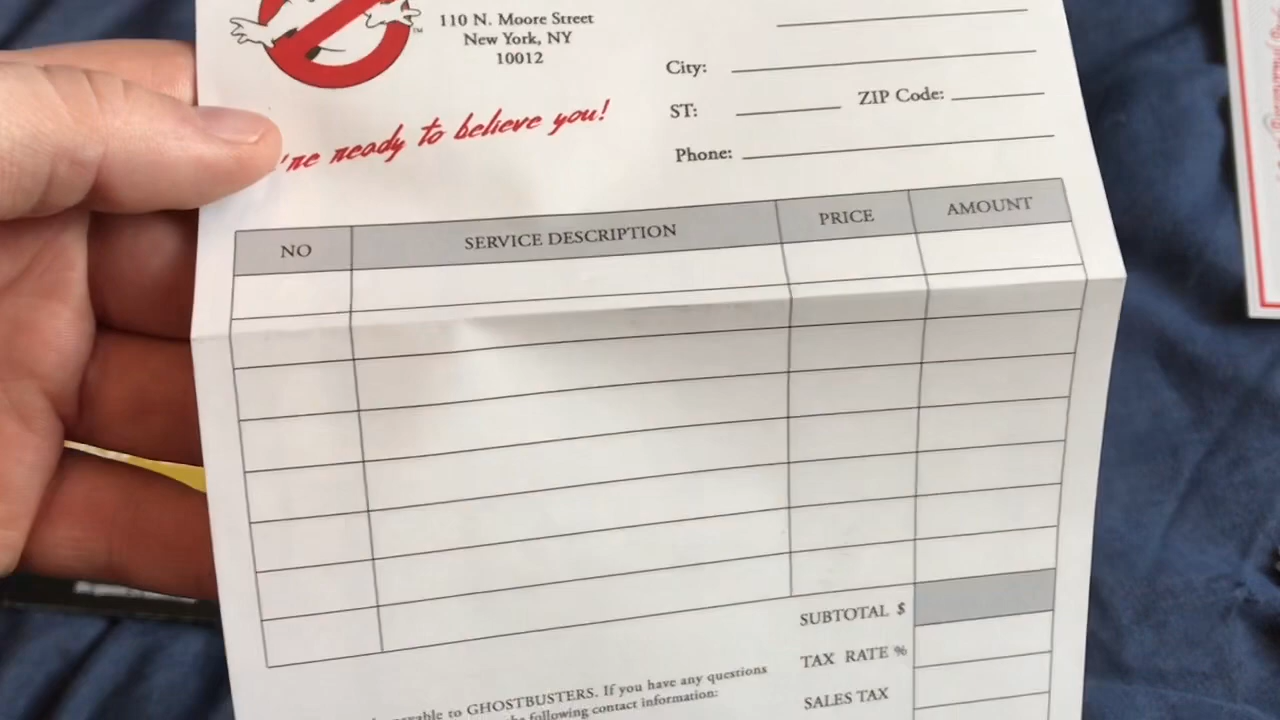 110 N. Moore Street
New York, NY
10012
City:
ST: ZIP Code:
Phone:
're ready to believe you!
NO SERVICE DESCRIPTION PRICE AMOUNT
SUBTOTAL $
TAX RATE %
SALES TAX
to GHOSTBUSTERS. If you have any questions
the following contact information: